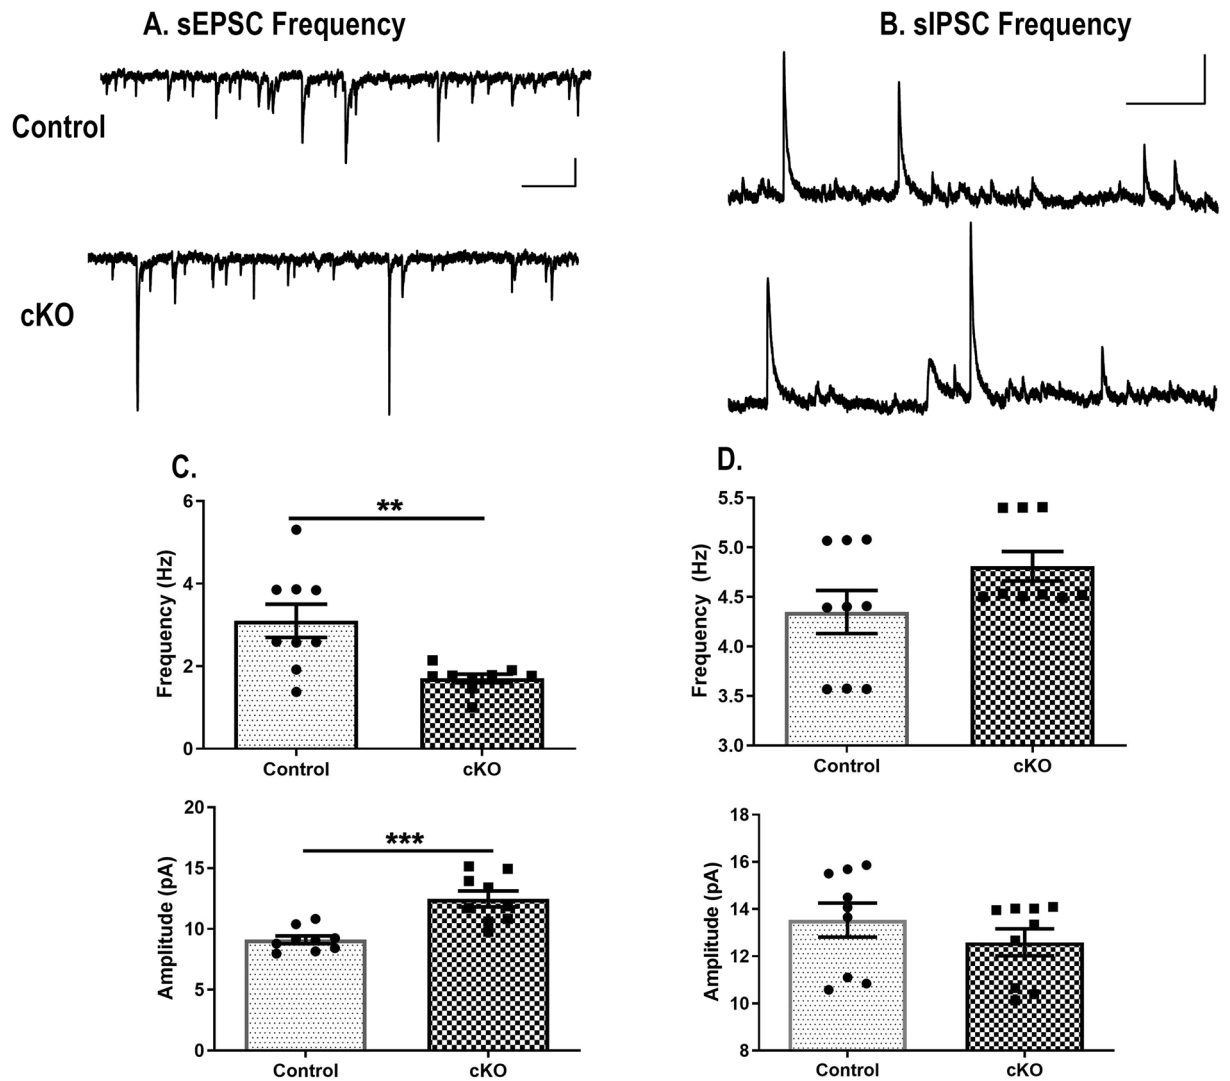 A. sEPSC Frequency
B. sIPSC Frequency
Control
cKO
C.
D.
6
4
2
0
Frequency (Hz)
**
Control
cKO
5.5
5.0
4.5
4.0
3.5
3.0
Frequency (Hz)
Control
cKO
20
15
10
5
0
Amplitude (pA)
***
Control
cKO
18
16
14
12
10
8
Amplitude (pA)
Control
cKO